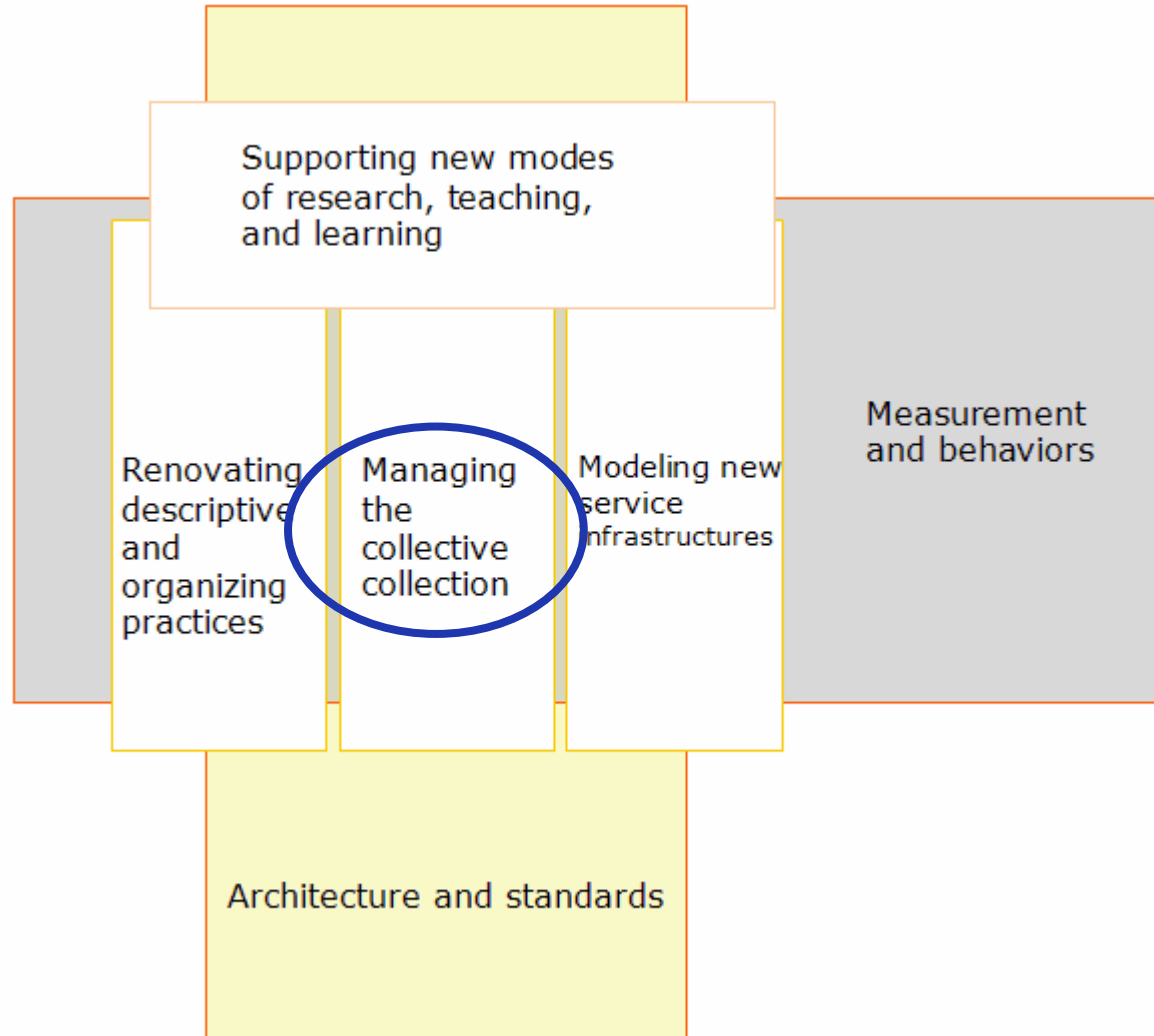 Supporting new modes
of research, teaching,
and learning
Measurement
and behaviors
Renovating
descriptive
and
organizing
practices
Managing
the
collective
collection
Modeling new
service
infrastructures
Architecture and standards